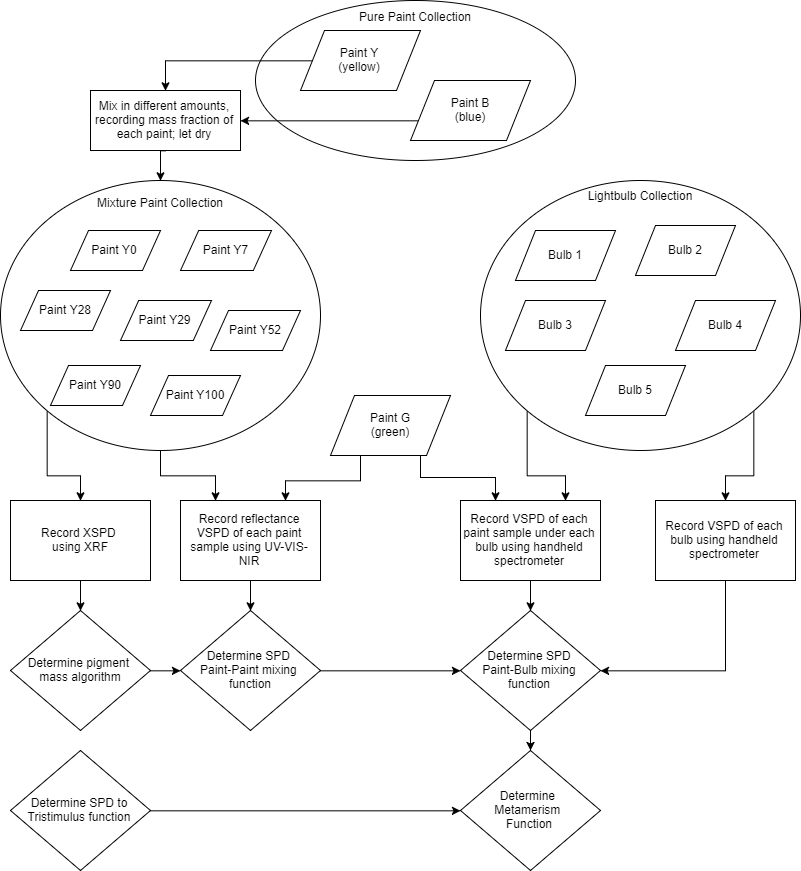 Pure Paint Collection
Paint Y
(yellow)
Paint B
(blue)
Mix in different amounts,
recording mass fraction of
each paint; let dry
Mixture Paint Collection
Paint Y0
Paint Y7
Paint Y28
Paint Y29
Paint Y52
Paint Y90
Paint Y100
Lightbulb Collection
Bulb 1
Bulb 2
Bulb 3
Bulb 4
Bulb 5
Paint G
(green)
Record XSPD
using XRF
Record reflectance
VSPD of each paint
sample using UV-VIS-
NIR
Record VSPD of each
paint sample under each
bulb using handheld
spectrometer
Record VSPD of each
bulb using handheld
spectrometer
Determine pigment
mass algorithm
Determine SPD
Paint-Paint mixing
function
Determine SPD
Paint-Bulb mixing
function
Determine SPD to
Tristimulus function
Determine
Metamerism
Function